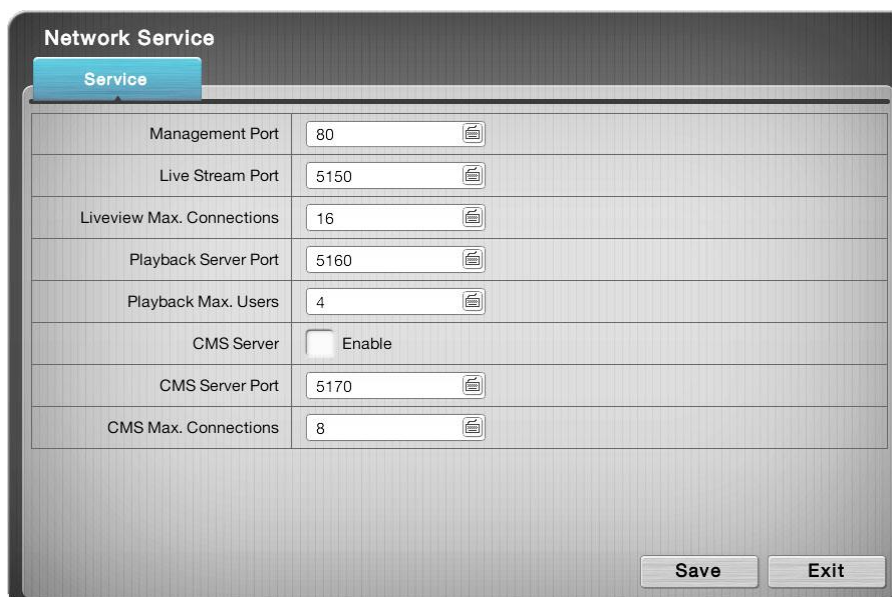 Network Service
Service
Management Port 80
Live Stream Port 5150
Liveview Max. Connections 16
Playback Server Port 5160
Playback Max. Users 4
CMS Server Enable
CMS Server Port 5170
CMS Max. Connections 8
Save Exit